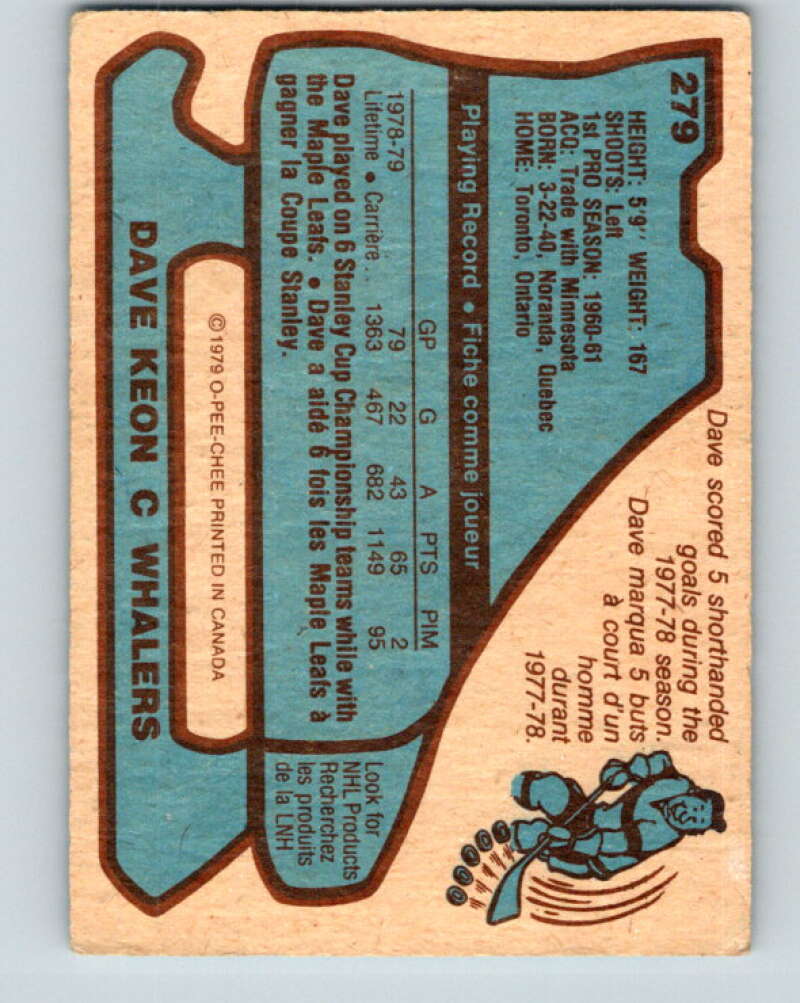 279
HEIGHT: 5'9" WEIGHT: 167
SHOOTS: Left
1st PRO SEASON: 1960-61
ACQ: Trade with Minnesota
BORN: 3-22-40, Noranda, Quebec
HOME: Toronto, Ontario
Dave scored 5 shorthanded
goals during the
1977-78 season.
Dave marqua 5 buts
à court d'un
homme
durant
1977-78.
Playing Record • Fiche comme joueur
GP G A PTS PIM
1978-79 79 22 43 65 2
Lifetime • Carrière.. 1363 467 682 1149 95
Dave played on 6 Stanley Cup Championship teams while with
the Maple Leafs. • Dave a aidé 6 fois les Maple Leafs à
gagner la Coupe Stanley.
Look for
NHL Products
Recherchez
les produits
de la LNH
©1979 O-PEE-CHEE PRINTED IN CANADA
DAVE KEON C WHALERS